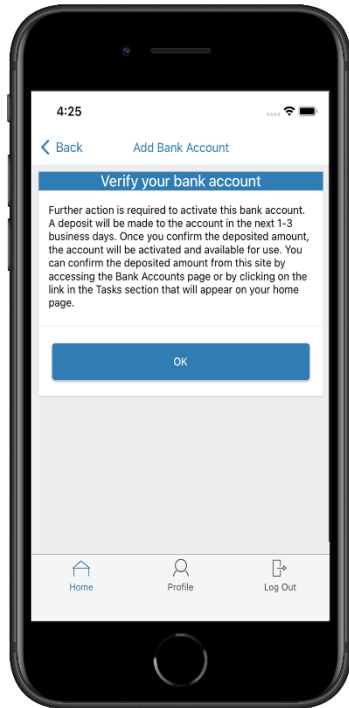 4:25
Back
Add Bank Account
Verify your bank account
Further action is required to activate this bank account.
A deposit will be made to the account in the next 1-3
business days. Once you confirm the deposited amount,
the account will be activated and available for use. You
can confirm the deposited amount from this site by
accessing the Bank Accounts page or by clicking on the
link in the Tasks section that will appear on your home
page.
OK
Home
Profile
Log Out